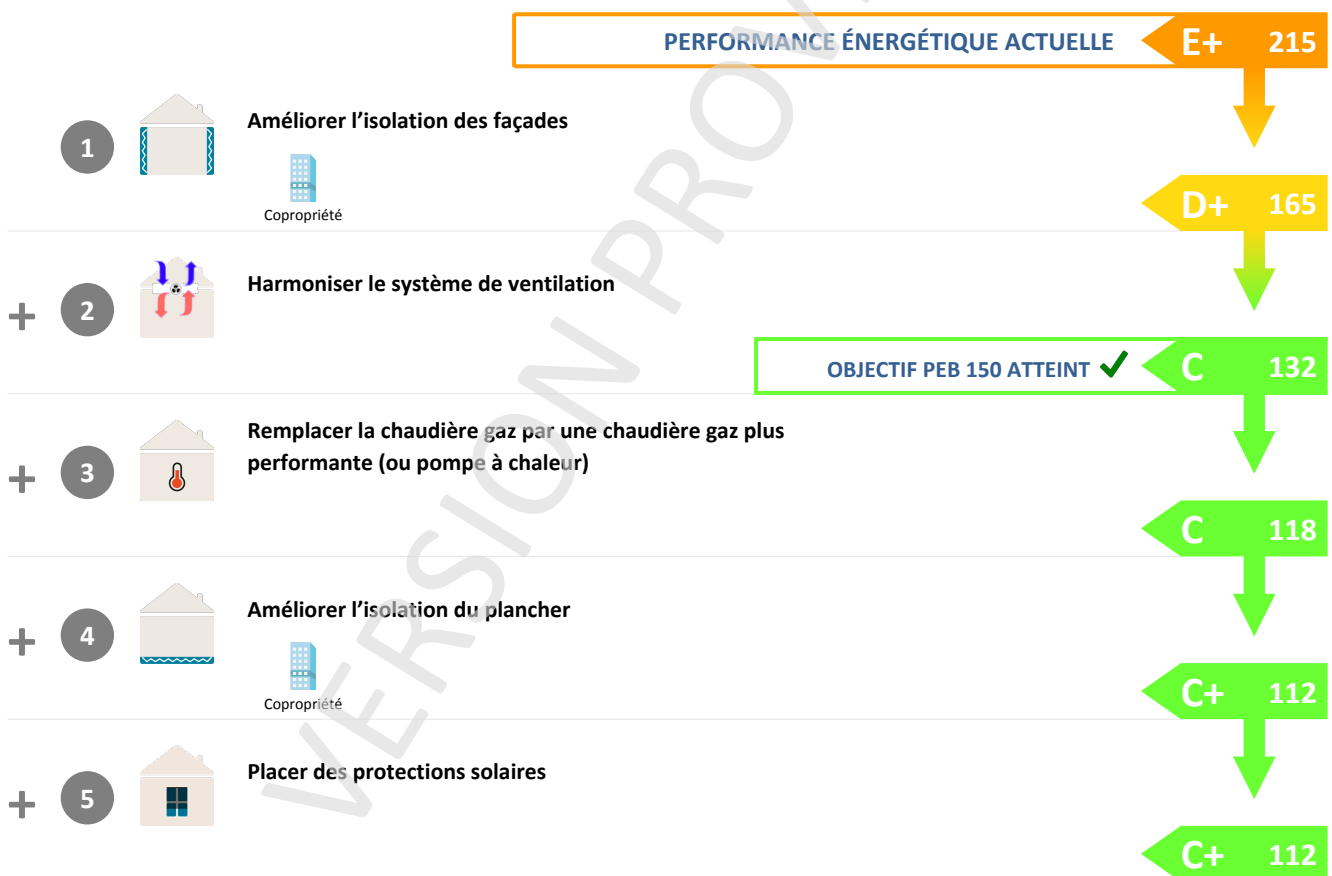 PERFORMANCE ÉNERGÉTIQUE ACTUELLE E+ 215
1 Améliorer l'isolation des façades
Copropriété
D+ 165
+ 2 Harmoniser le système de ventilation
OBJECTIF PEB 150 ATTEINT ✓ C 132
+ 3 Remplacer la chaudière gaz par une chaudière gaz plus
performante (ou pompe à chaleur)
C 118
+ 4 Améliorer l'isolation du plancher
Copropriété
C+ 112
+ 5 Placer des protections solaires
C+ 112
VERSION PROV